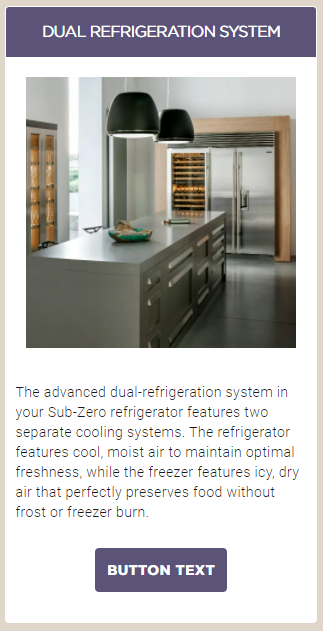 DUAL REFRIGERATION SYSTEM
The advanced dual-refrigeration system in
your Sub-Zero refrigerator features two
separate cooling systems. The refrigerator
features cool, moist air to maintain optimal
freshness, while the freezer features icy, dry
air that perfectly preserves food without
frost or freezer burn.
BUTTON TEXT